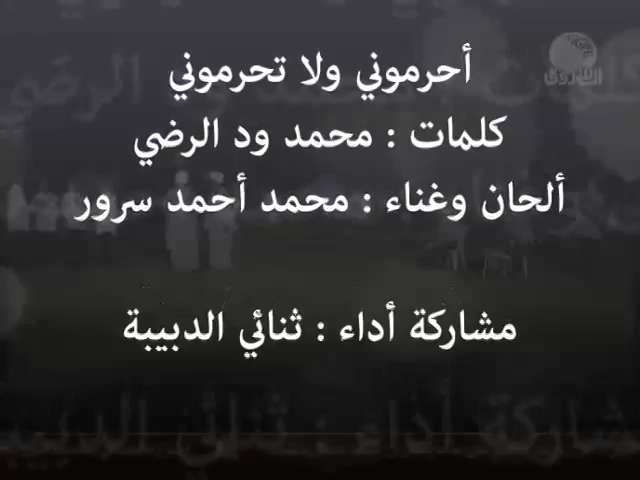 أحرموني ولا تحرموني
كلمات : محمد ود الرضي
ألحان وغناء : محمد أحمد سرور
مشاركة أداء : ثنائي الدبيبة